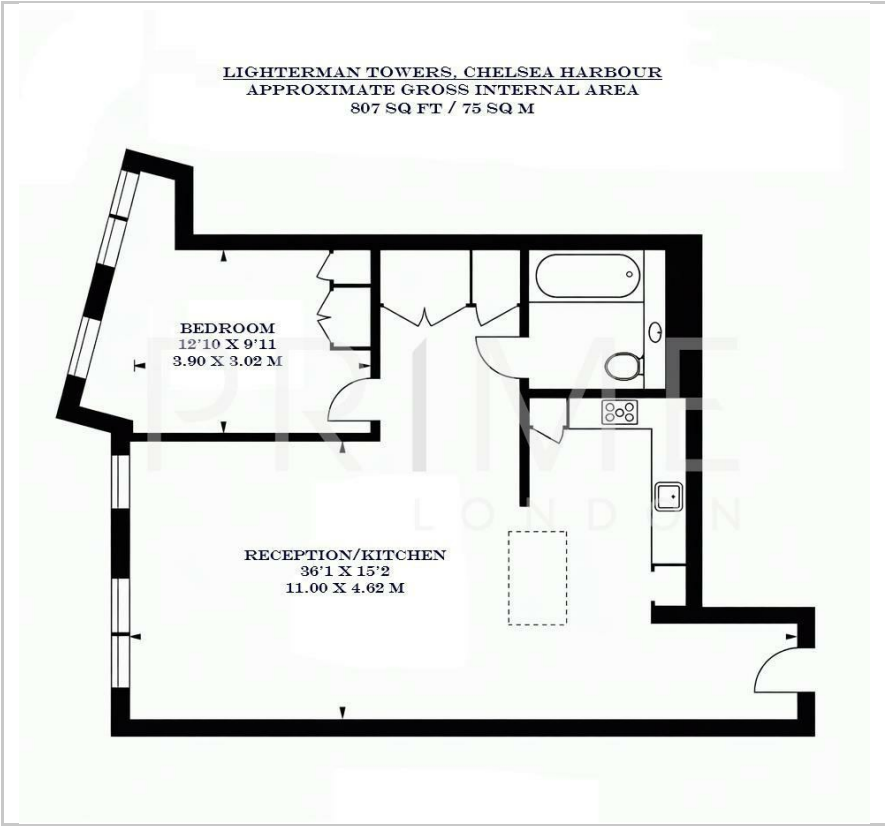 LIGHTERMAN TOWERS, CHELSEA HARBOUR
APPROXIMATE GROSS INTERNAL AREA
807 SQ FT / 75 SQ M
BEDROOM
12'10 X 9'11
3.90 X 3.02 M
PRIME
LONDON
RECEPTION/KITCHEN
36'1 X 15'2
11.00 X 4.62 M